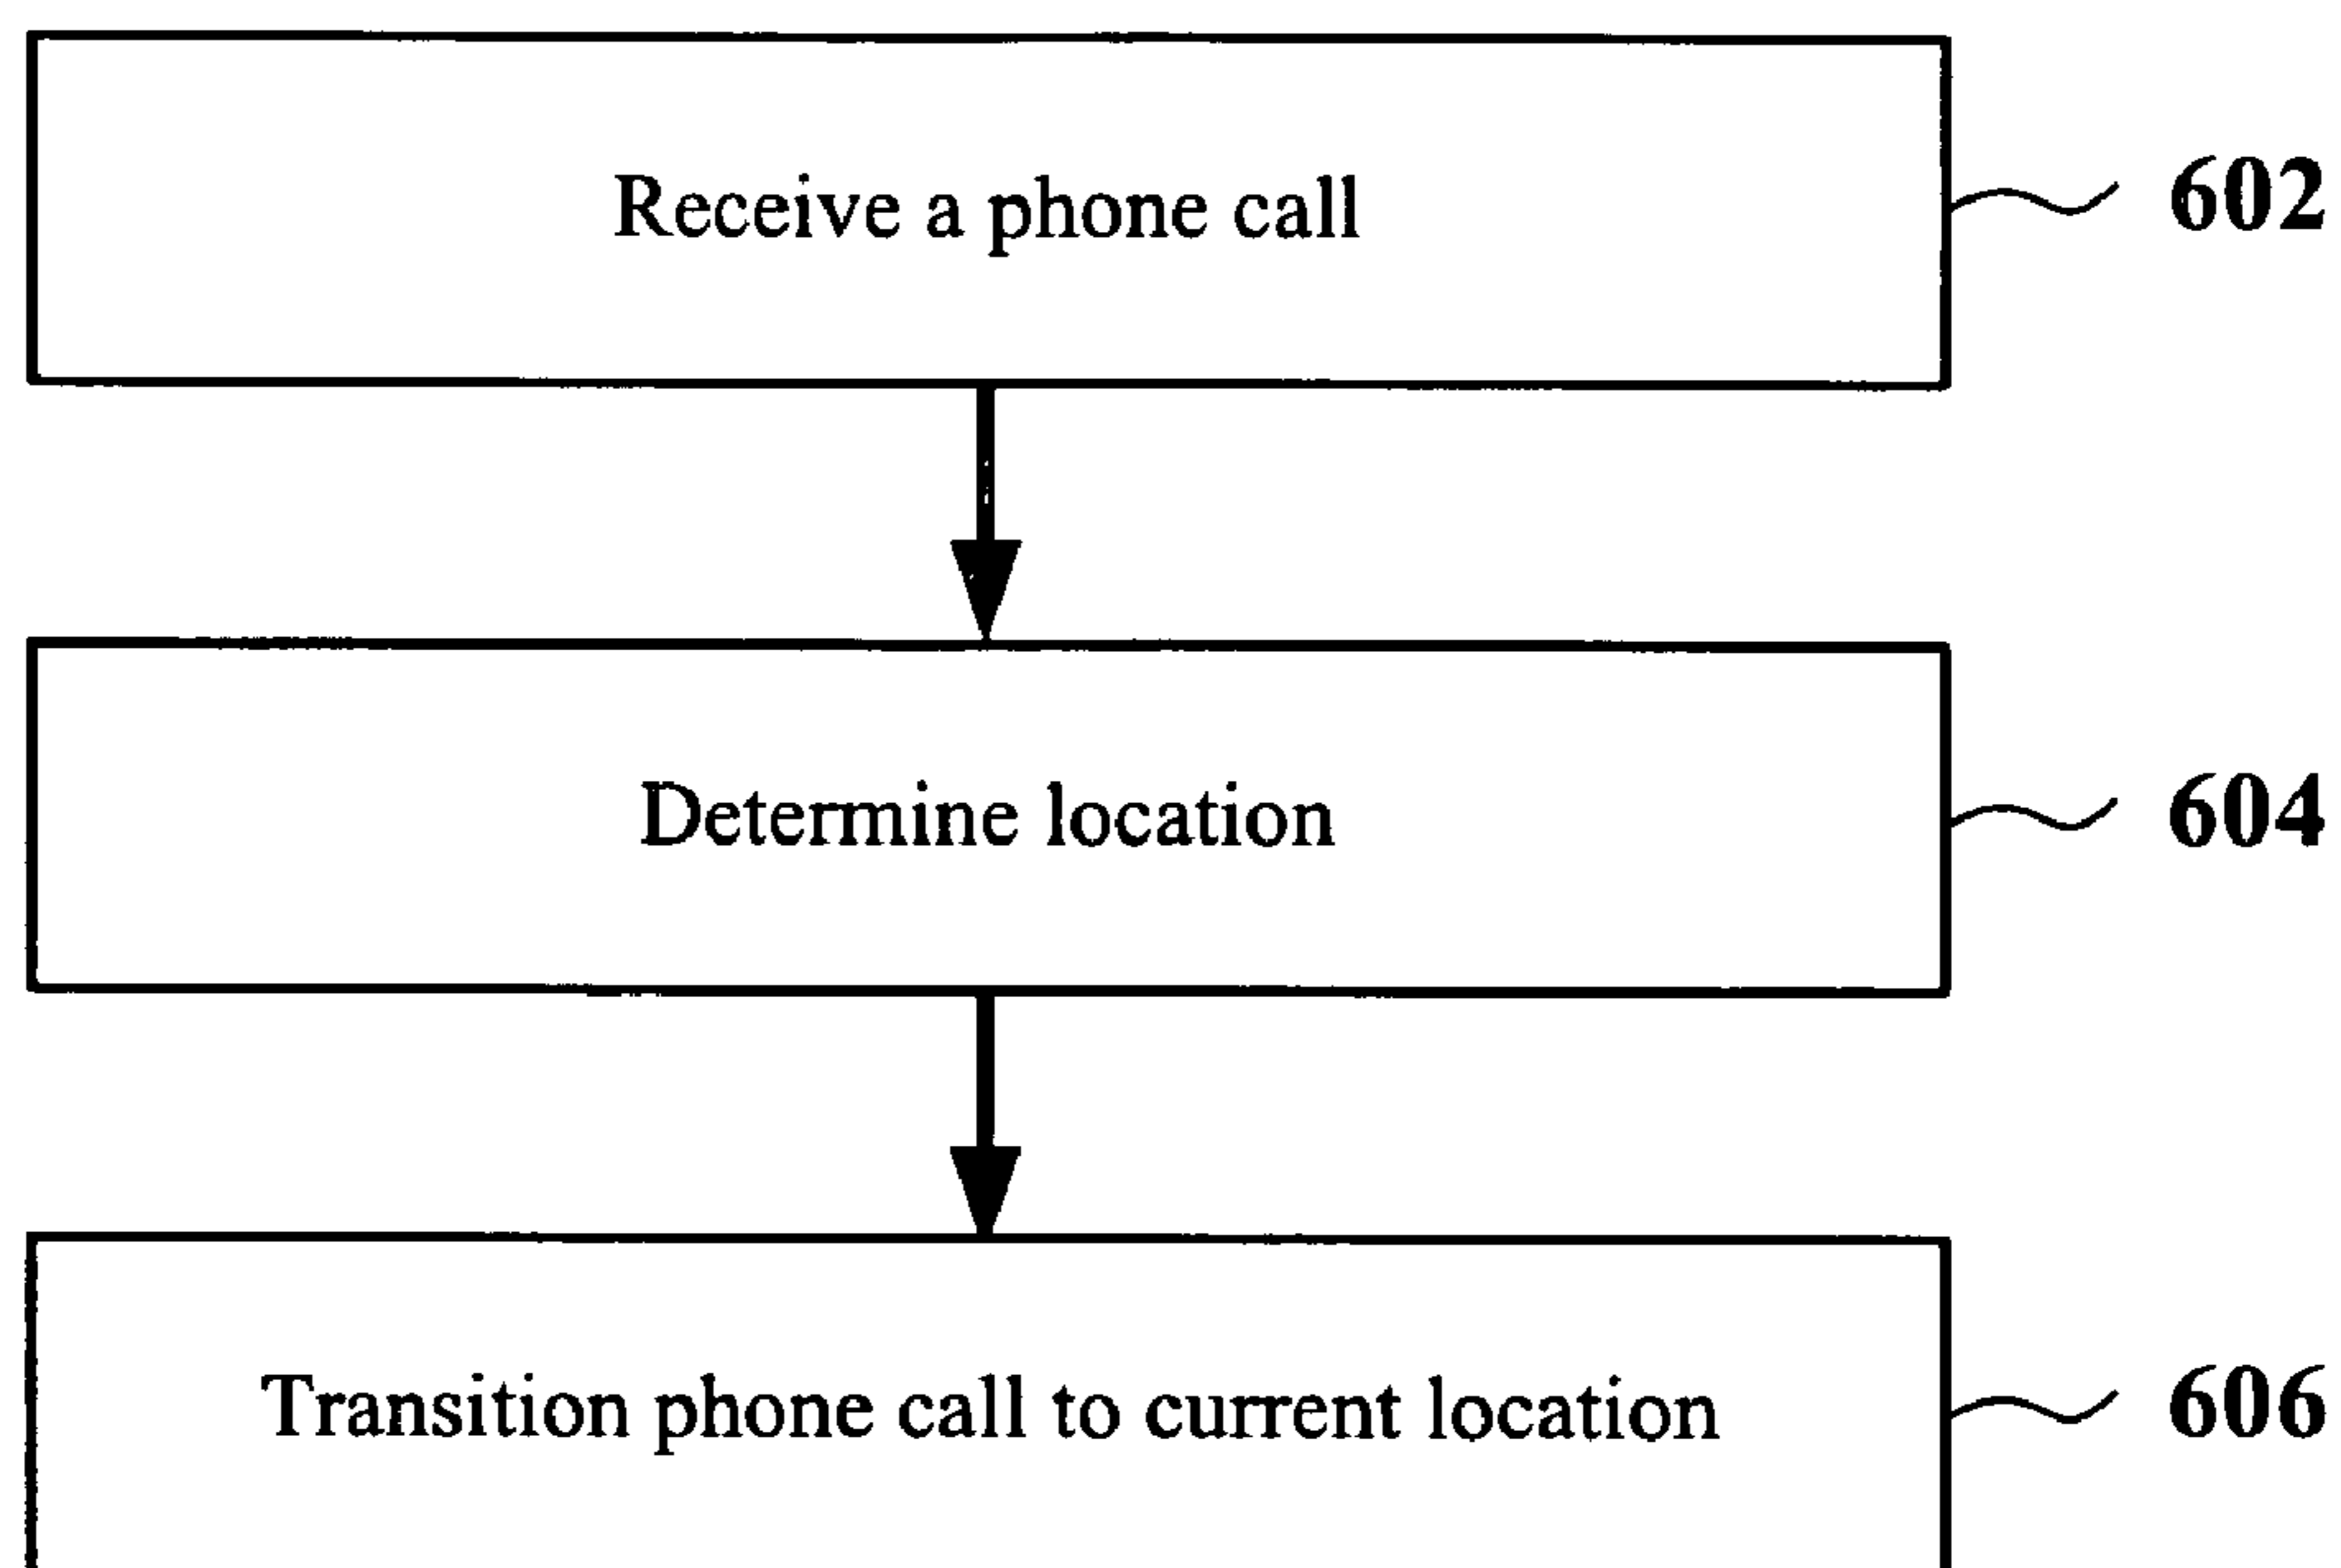 Receive a phone call
602
Determine location
604
Transition phone call to current location
606